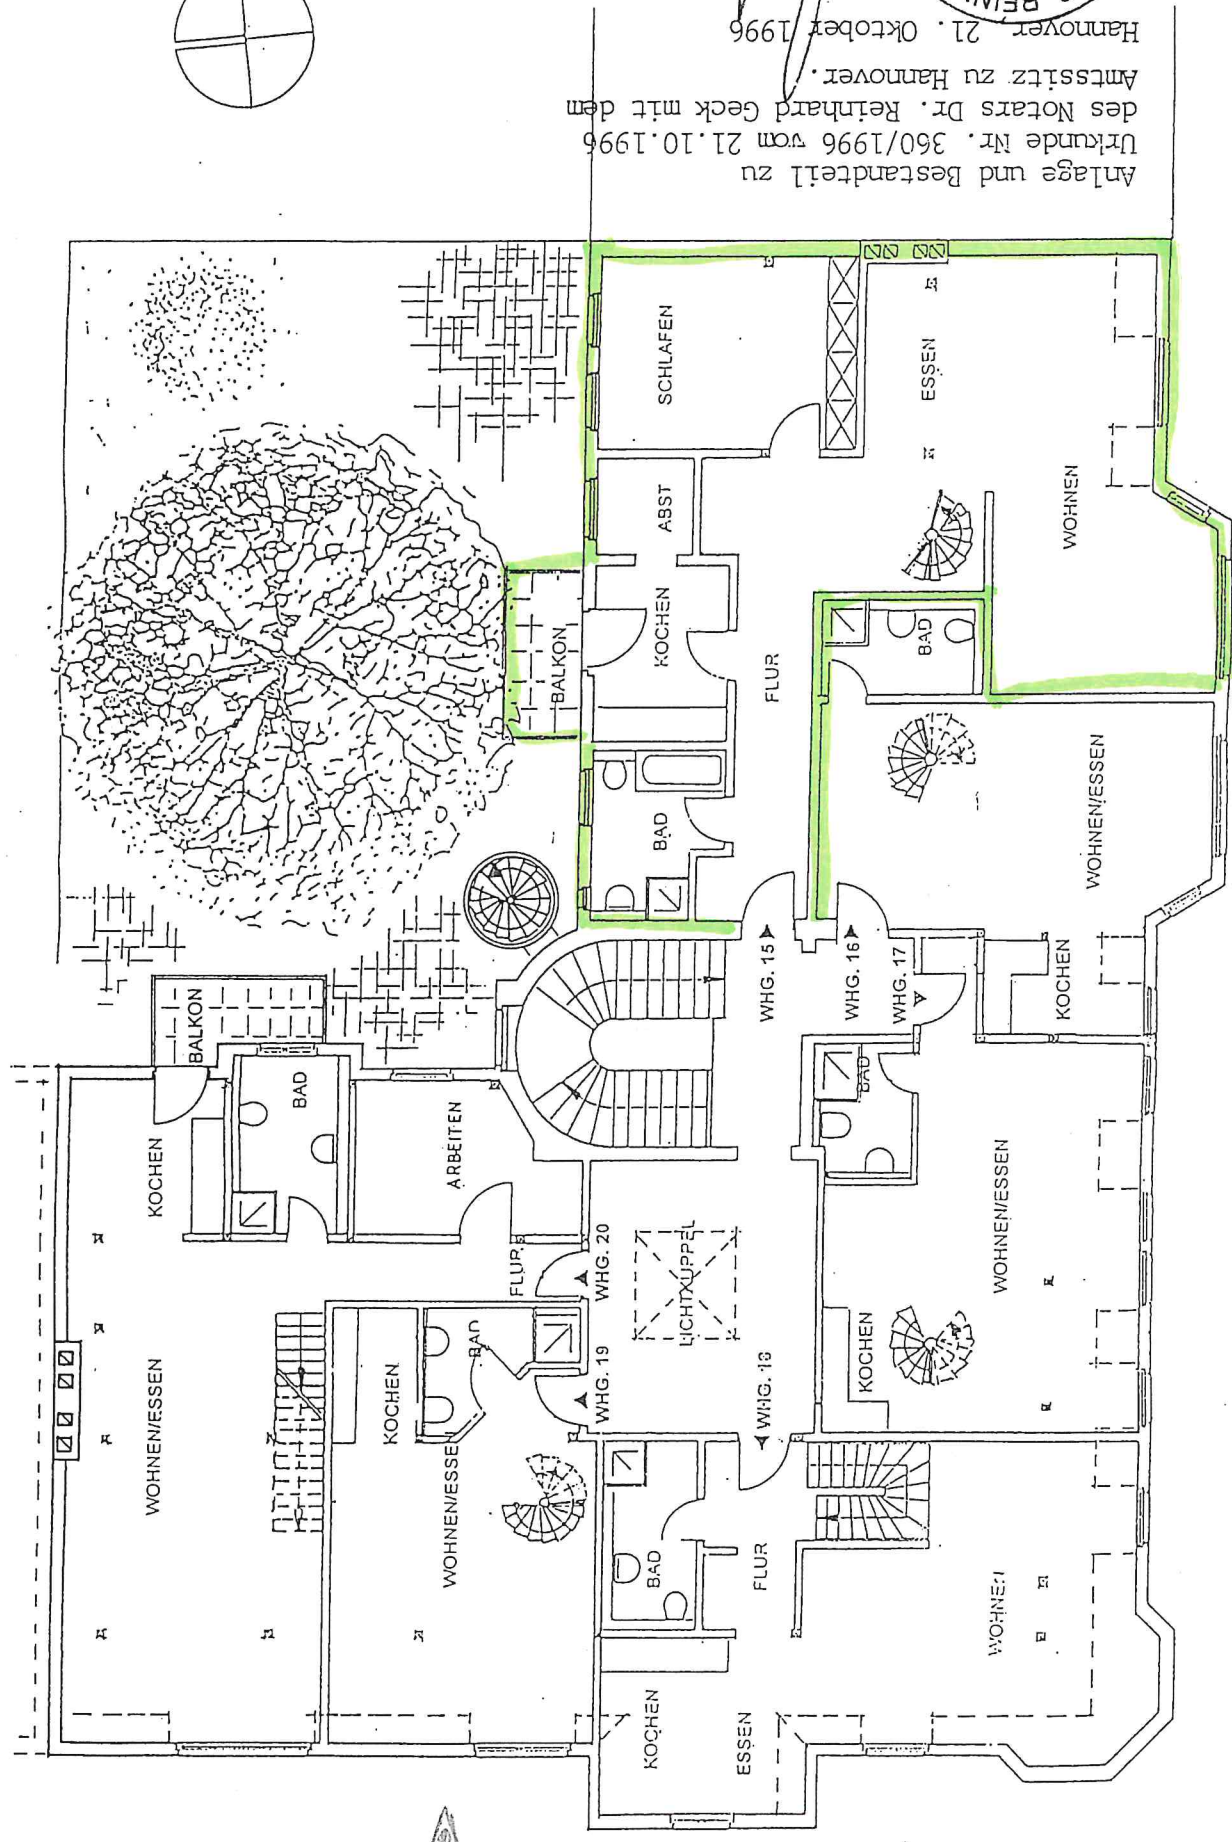 Anlage und Bestandteil zu
Urkunde Nr. 360/1996 vom 21.10.1996
des Notars Dr. Reinhard Geck mit dem
Amtssitz zu Hannover.
Hannover, 21. Oktober 1996
SCHLAFEN
ESSEN
ABST
WOHNEN
KOCHEN
BALKON
FLUR
BAD
BAD
WOHNEN/ESSEN
KOCHEN
WHG. 15
WHG. 16
WHG. 17
BALKON
BAD
KOCHEN
ARBEITEN
FLUR
WHG. 20
LICHTKUPPEL
BAD
WOHNEN/ESSEN
KOCHEN
WOHNEN/ESSEN
KOCHEN
BAD
WHG. 19
WHG. 18
WOHNEN/ESSEN
BAD
FLUR
WOHNEN
KOCHEN
ESSEN